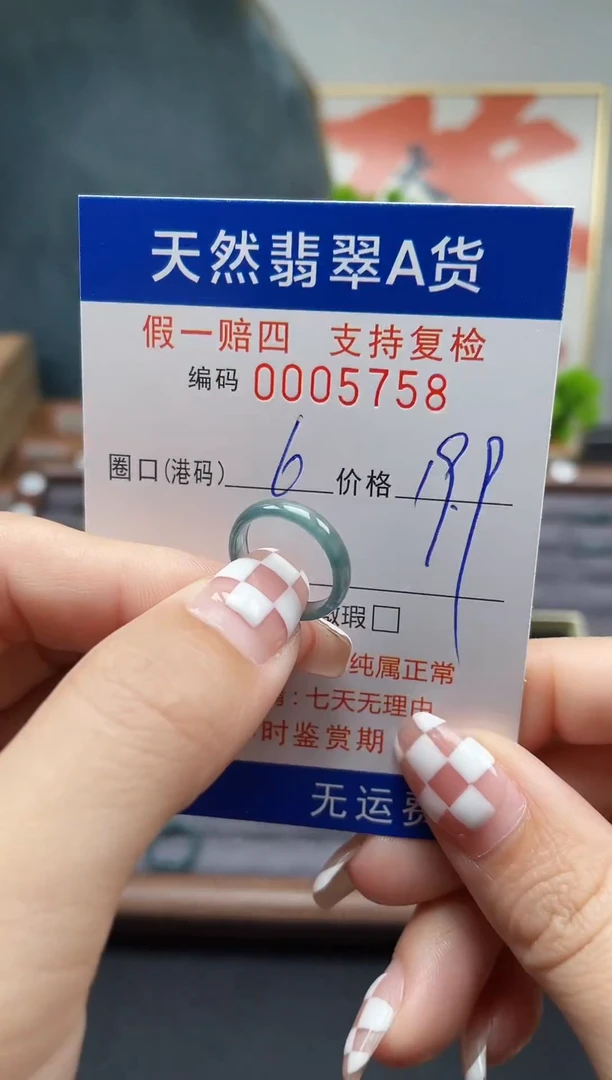 天然翡翠A货
假一赔四 支持复检
编码 0005758
圈口(港码) 6 价格 199
微瑕□
纯属正常
:七天无理由
时鉴赏期
无运费